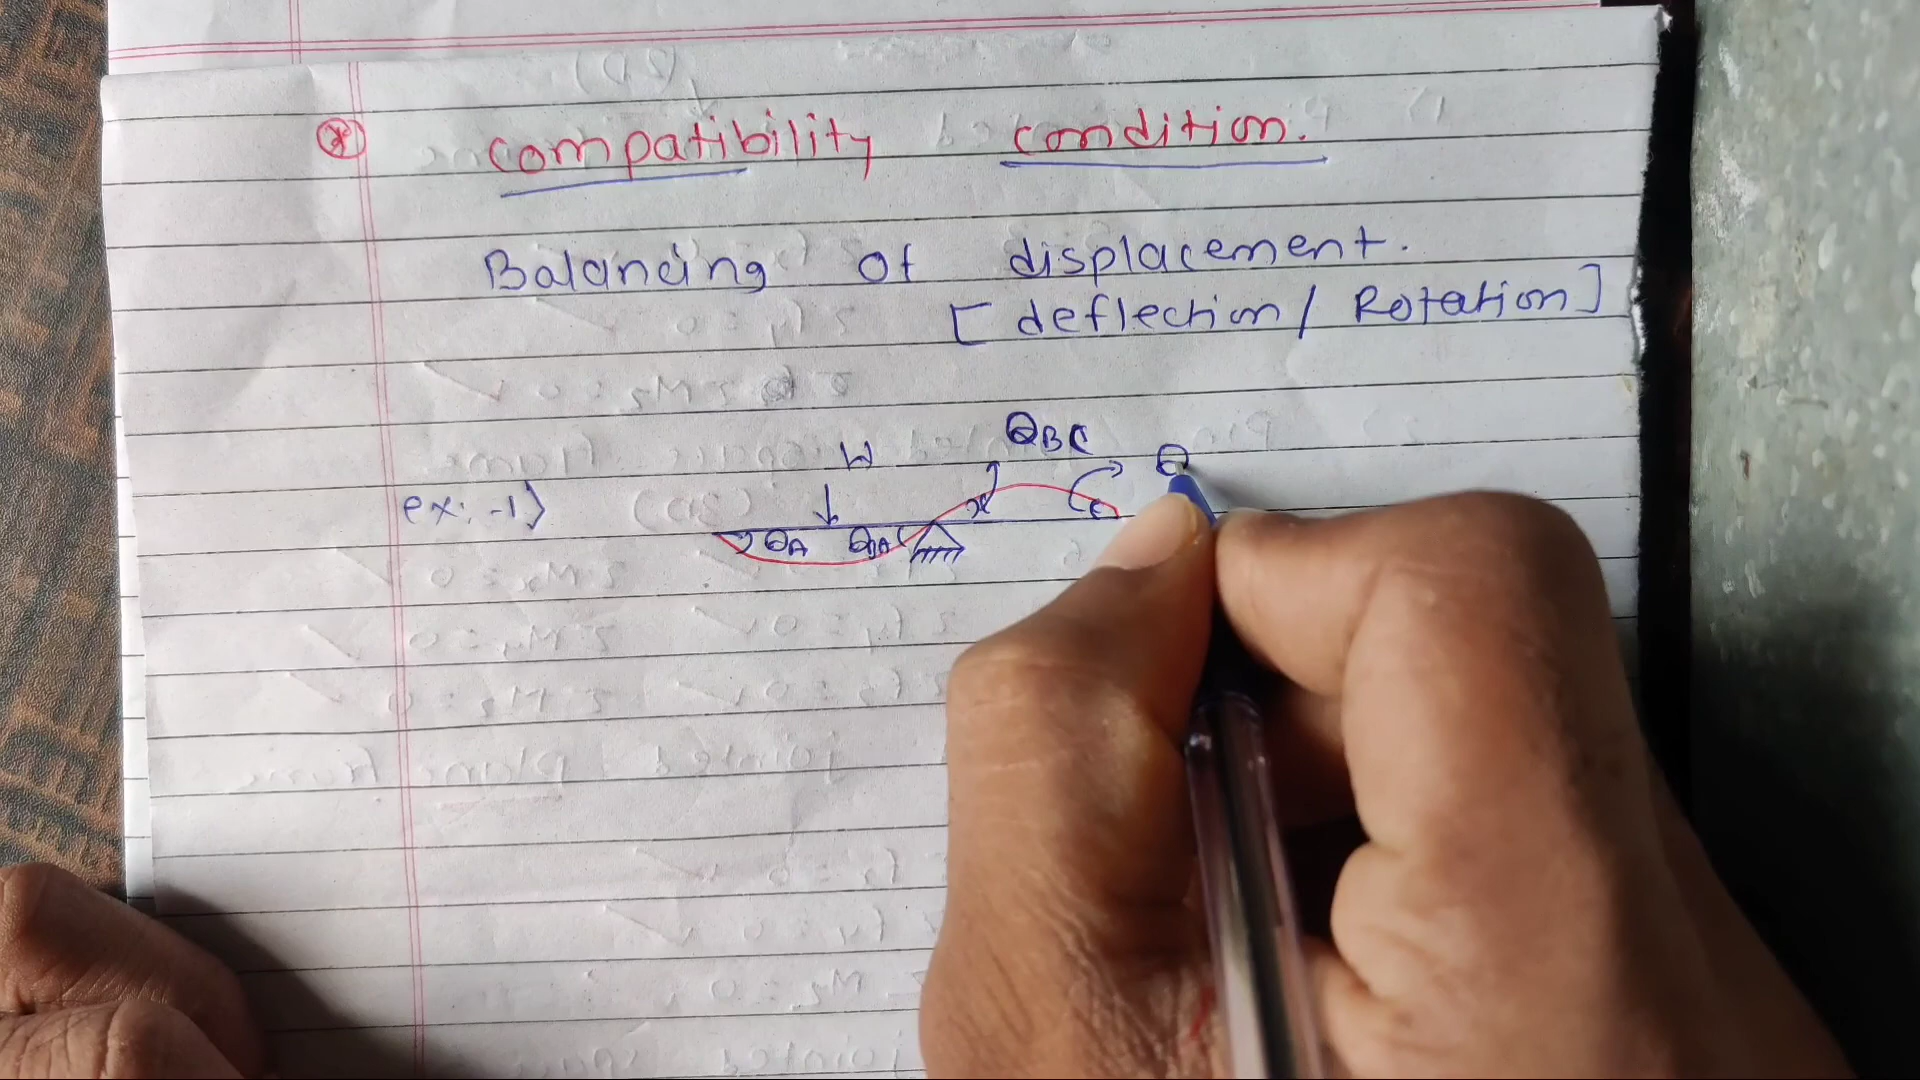 compatibility condition.
Balancing of displacement.
[deflection / Rotation]
θBC
W
θ
ex:-1}
θA θBA